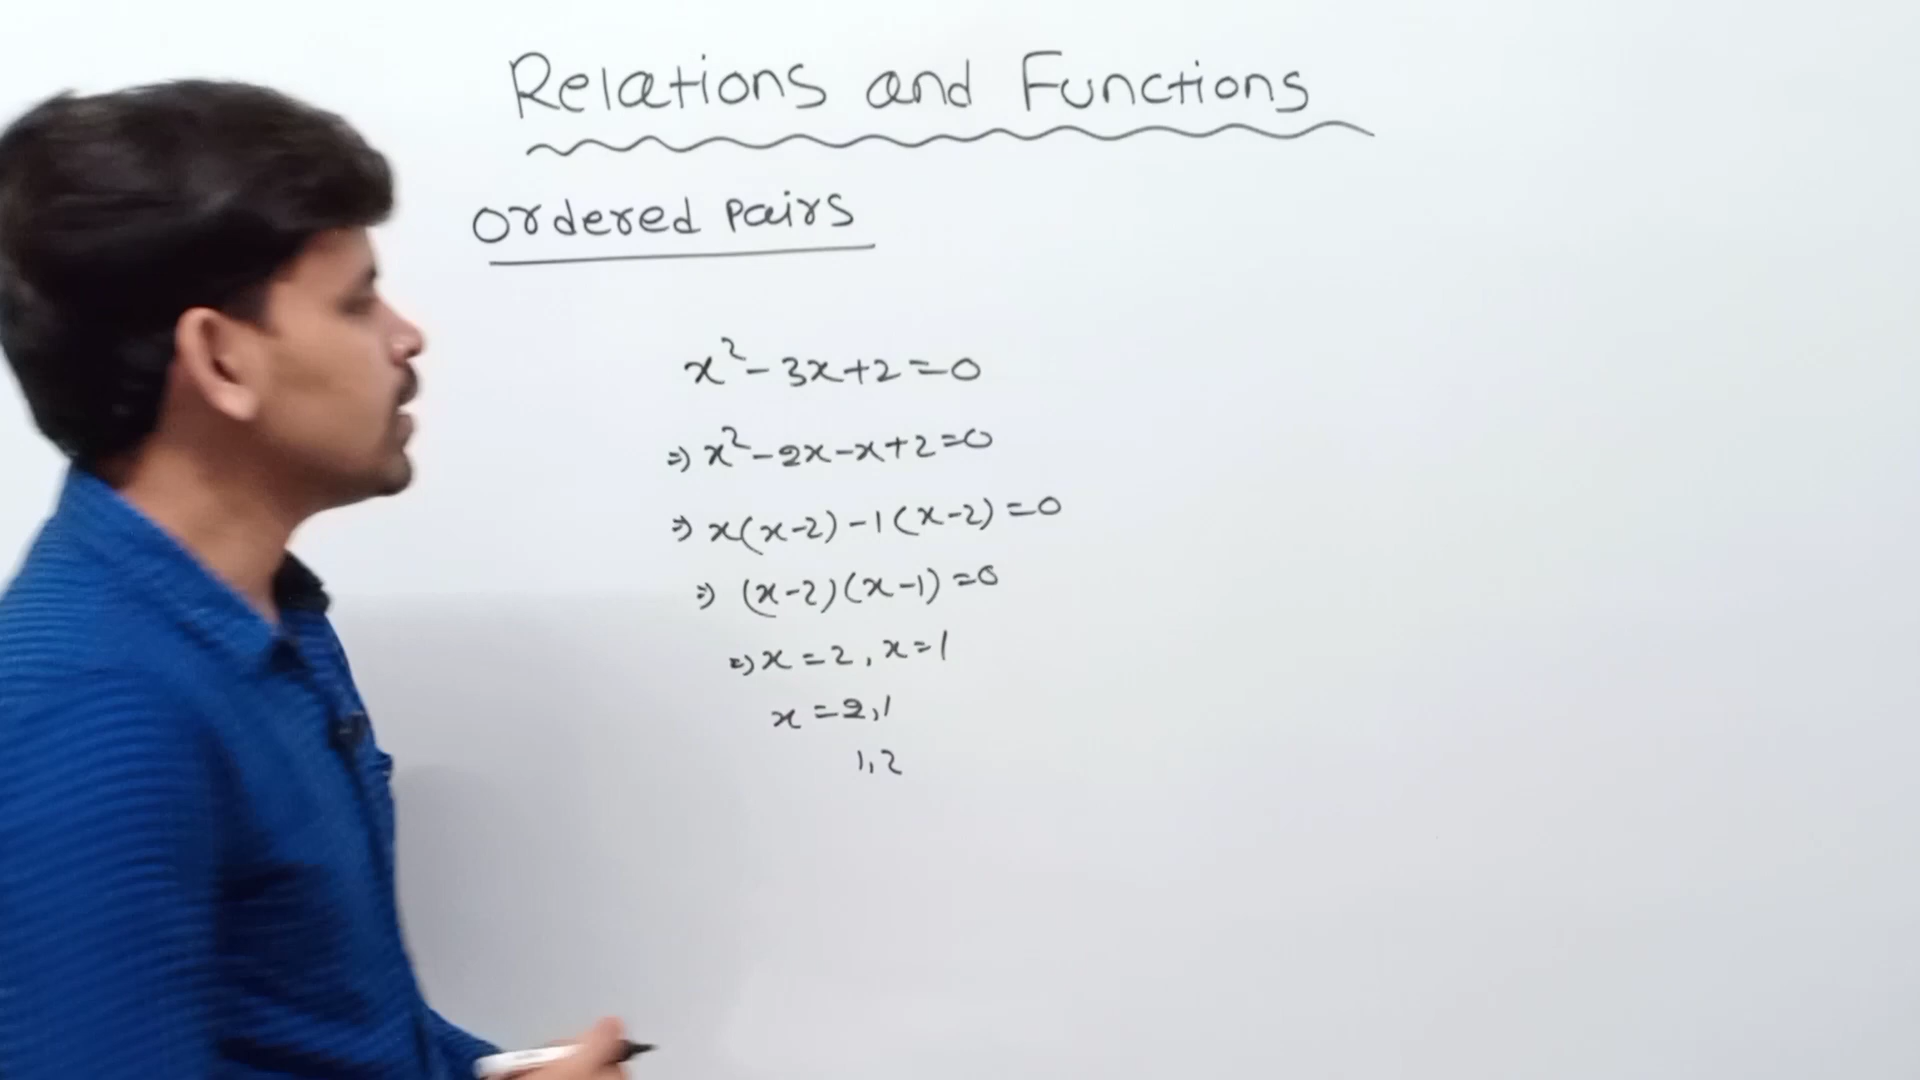 Relations and Functions
Ordered pairs
x² - 3x + 2 = 0
⇒ x² - 2x - x + 2 = 0
⇒ x(x-2) - 1(x-2) = 0
⇒ (x-2)(x-1) = 0
⇒ x = 2, x = 1
x = 2, 1
1, 2